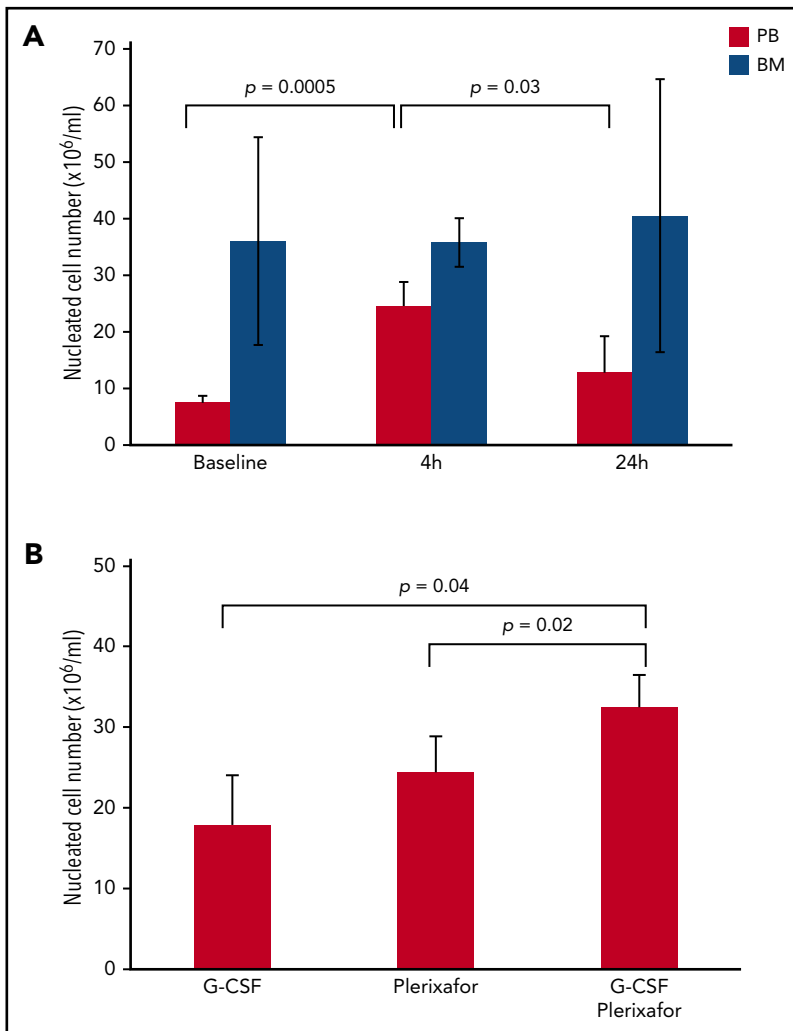 A
PB
BM
Nucleated cell number (x10⁶/ml)
70
60
50
40
30
20
10
0
p = 0.0005
p = 0.03
Baseline
4h
24h
B
Nucleated cell number (x10⁶/ml)
50
40
30
20
10
0
p = 0.04
p = 0.02
G-CSF
Plerixafor
G-CSF
Plerixafor